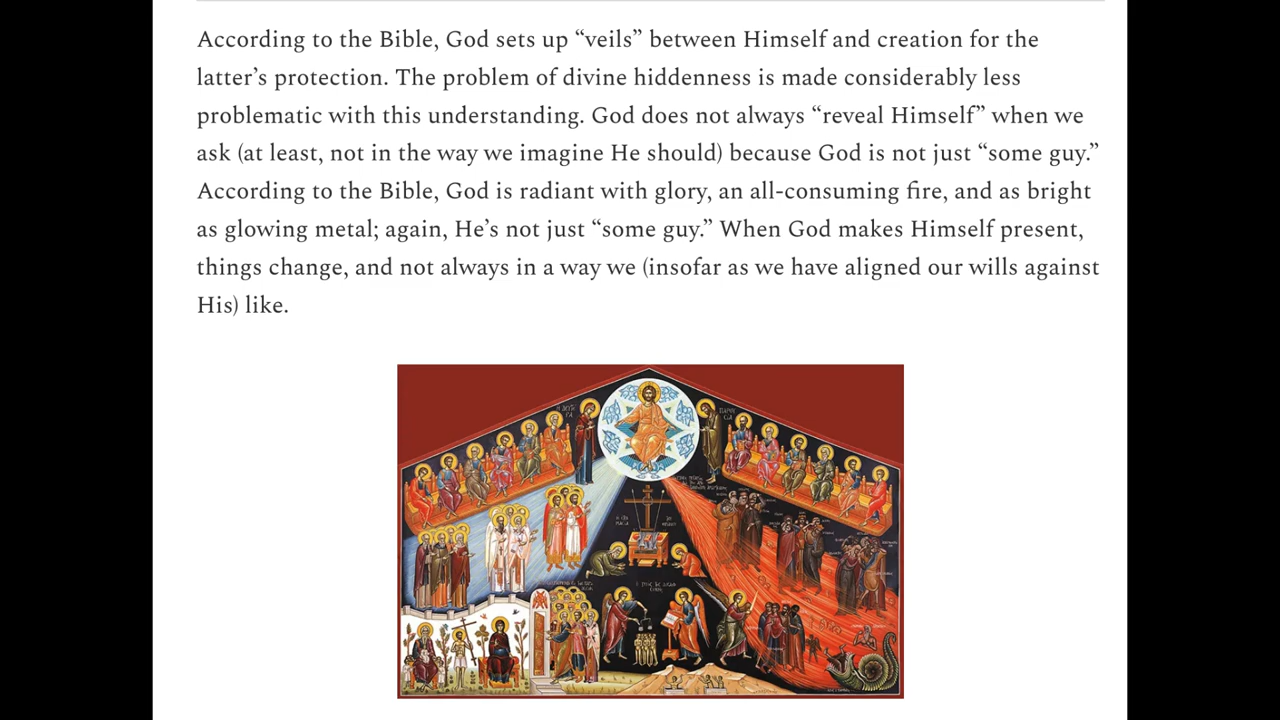 According to the Bible, God sets up “veils” between Himself and creation for the
latter’s protection. The problem of divine hiddenness is made considerably less
problematic with this understanding. God does not always “reveal Himself” when we
ask (at least, not in the way we imagine He should) because God is not just “some guy.”
According to the Bible, God is radiant with glory, an all-consuming fire, and as bright
as glowing metal; again, He’s not just “some guy.” When God makes Himself present,
things change, and not always in a way we (insofar as we have aligned our wills against
His) like.